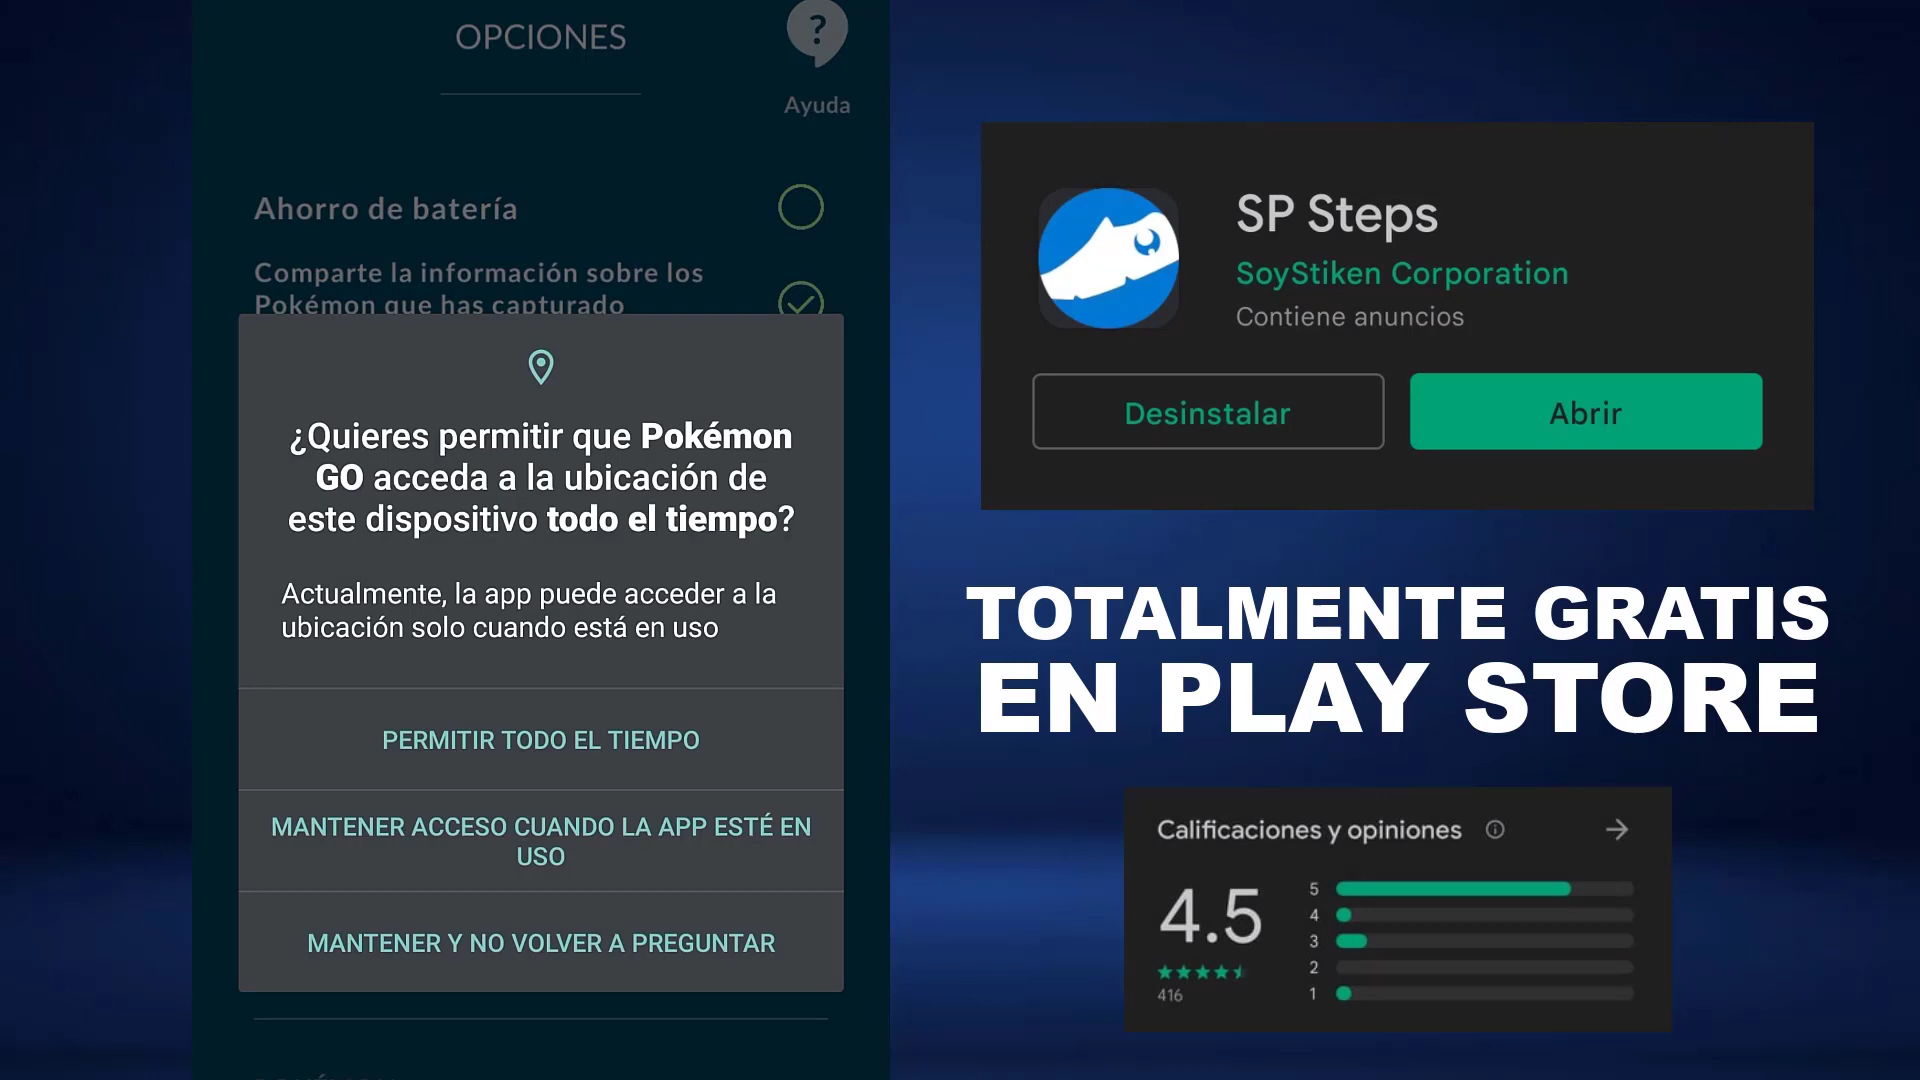 OPCIONES
?
Ayuda
Ahorro de batería
Comparte la información sobre los
Pokémon que has capturado
¿Quieres permitir que Pokémon
GO acceda a la ubicación de
este dispositivo todo el tiempo?
Actualmente, la app puede acceder a la
ubicación solo cuando está en uso
PERMITIR TODO EL TIEMPO
MANTENER ACCESO CUANDO LA APP ESTÉ EN
USO
MANTENER Y NO VOLVER A PREGUNTAR
SP Steps
SoyStiken Corporation
Contiene anuncios
Desinstalar
Abrir
TOTALMENTE GRATIS
EN PLAY STORE
Calificaciones y opiniones
4.5
416
5
4
3
2
1